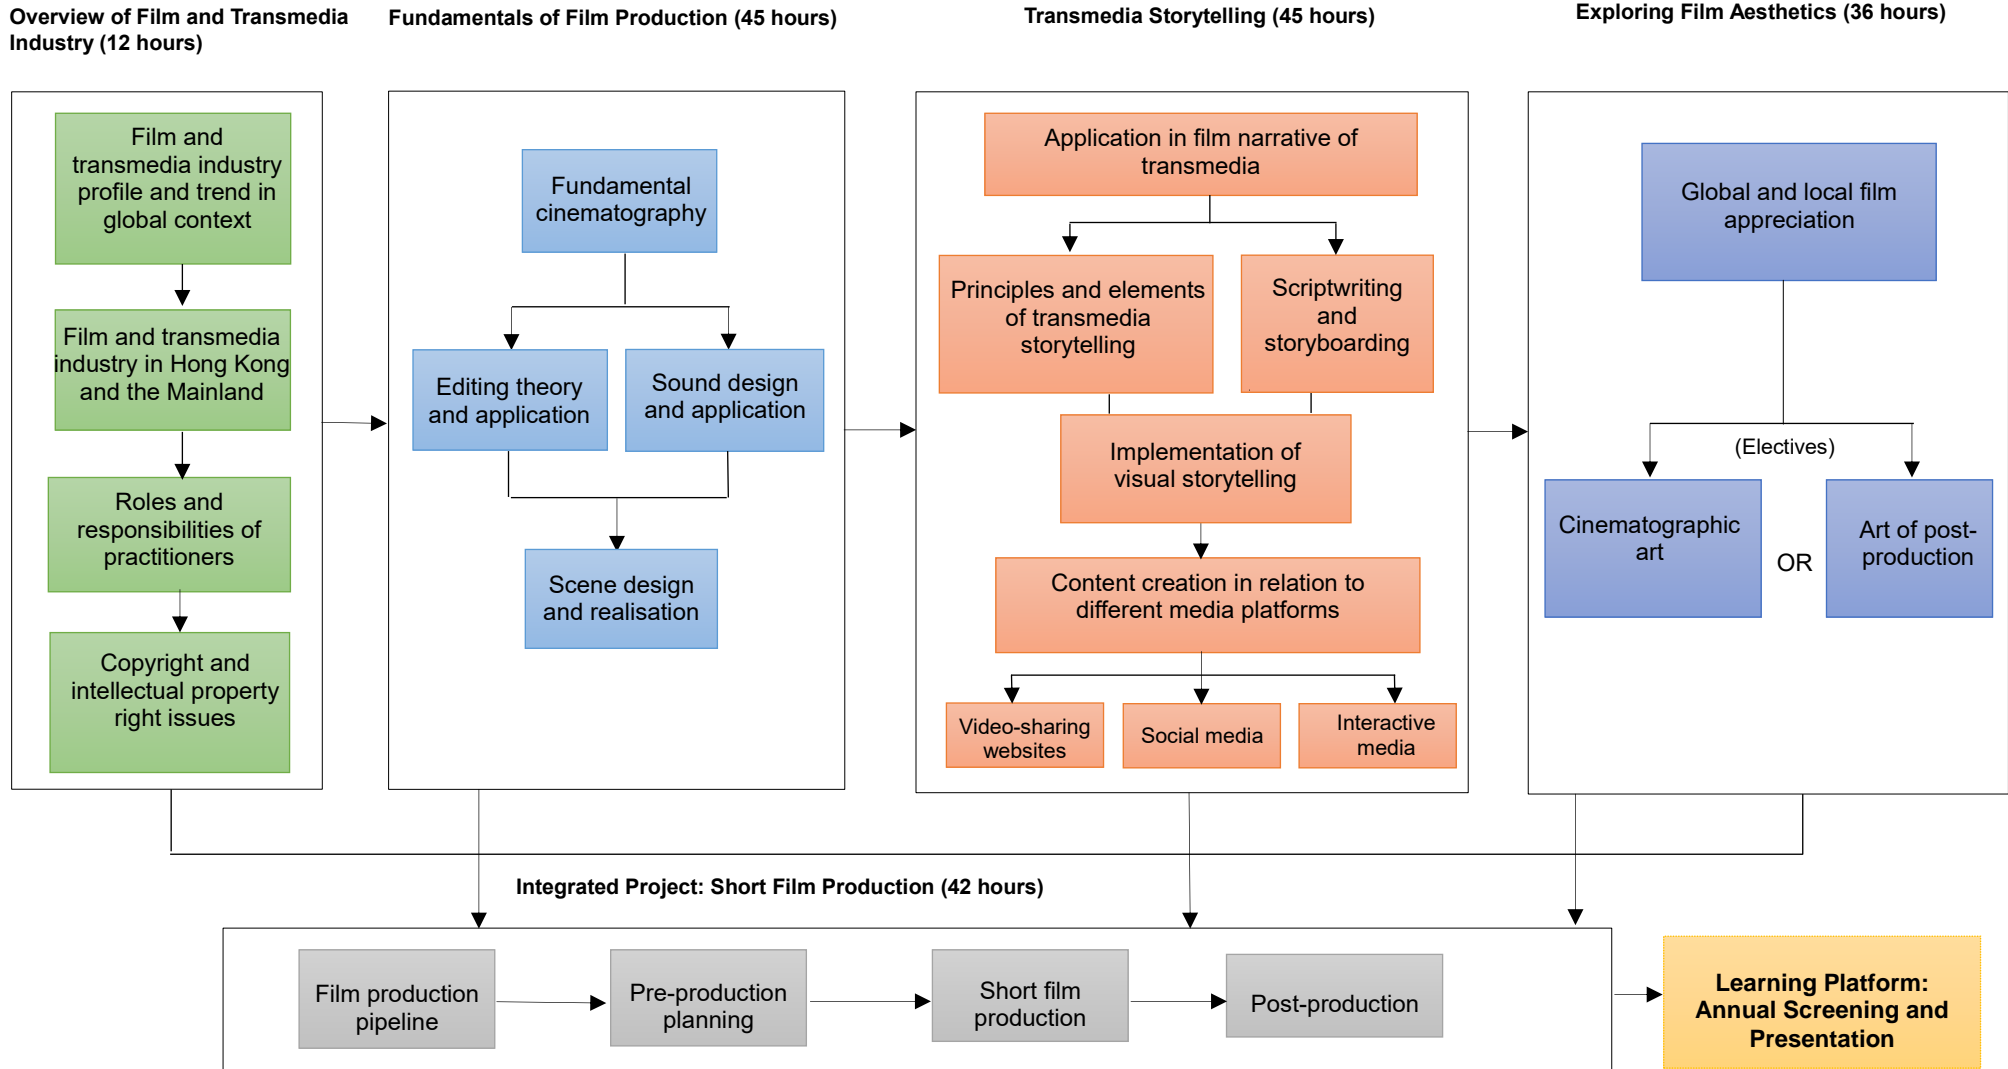 Overview of Film and Transmedia
Industry (12 hours)
Fundamentals of Film Production (45 hours)
Transmedia Storytelling (45 hours)
Exploring Film Aesthetics (36 hours)
Film and
transmedia industry
profile and trend in
global context
Film and transmedia
industry in Hong Kong
and the Mainland
Roles and
responsibilities of
practitioners
Copyright and
intellectual property
right issues
Fundamental
cinematography
Editing theory
and application
Sound design
and application
Scene design
and realisation
Application in film narrative of
transmedia
Principles and elements
of transmedia
storytelling
Scriptwriting
and
storyboarding
Implementation of
visual storytelling
Content creation in relation to
different media platforms
Video-sharing
websites
Social media
Interactive
media
Global and local film
appreciation
(Electives)
Cinematographic
art
OR
Art of post-
production
Integrated Project: Short Film Production (42 hours)
Film production
pipeline
Pre-production
planning
Short film
production
Post-production
Learning Platform:
Annual Screening and
Presentation